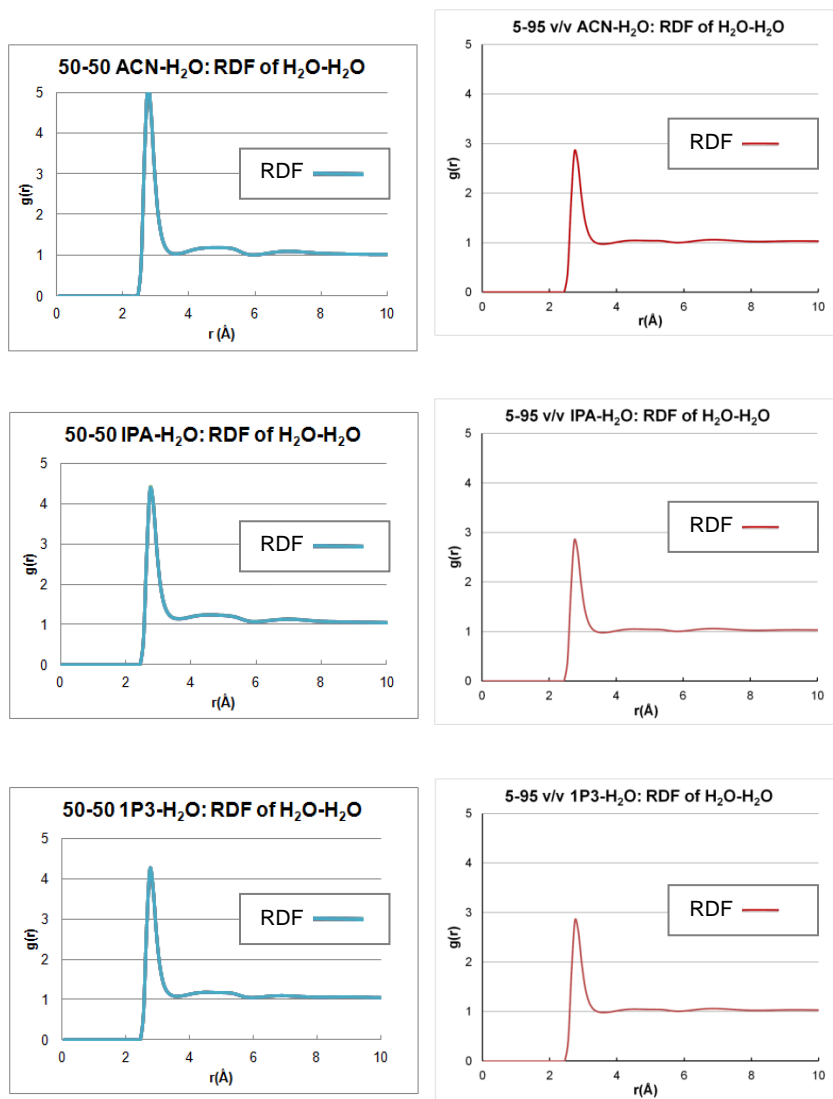 50-50 ACN-H₂O: RDF of H₂O-H₂O
5
4
3
2
1
0
g(r)
RDF
0 2 4 6 8 10
r (Å)
5-95 v/v ACN-H₂O: RDF of H₂O-H₂O
5
4
3
2
1
0
g(r)
RDF
0 2 4 6 8 10
r(Å)
50-50 IPA-H₂O: RDF of H₂O-H₂O
5
4
3
2
1
0
g(r)
RDF
0 2 4 6 8 10
r(Å)
5-95 v/v IPA-H₂O: RDF of H₂O-H₂O
5
4
3
2
1
0
g(r)
RDF
0 2 4 6 8 10
r(Å)
50-50 1P3-H₂O: RDF of H₂O-H₂O
5
4
3
2
1
0
g(r)
RDF
0 2 4 6 8 10
r(Å)
5-95 v/v 1P3-H₂O: RDF of H₂O-H₂O
5
4
3
2
1
0
g(r)
RDF
0 2 4 6 8 10
r(Å)